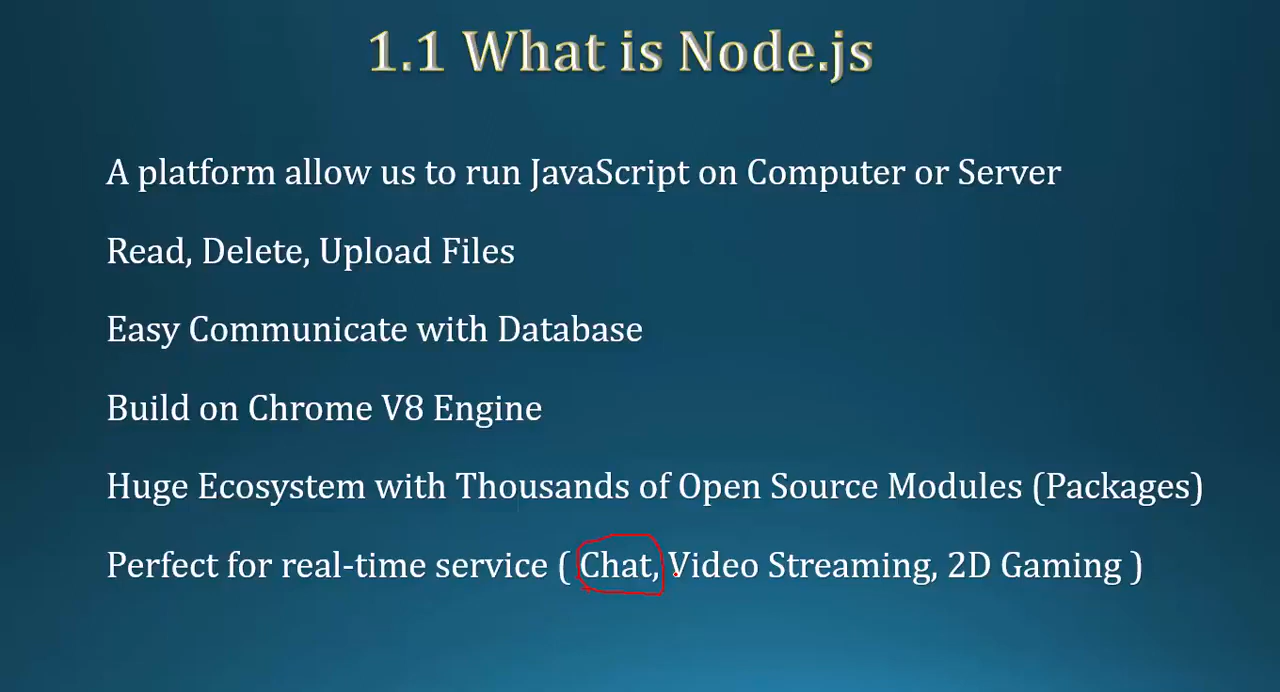 1.1 What is Node.js
A platform allow us to run JavaScript on Computer or Server
Read, Delete, Upload Files
Easy Communicate with Database
Build on Chrome V8 Engine
Huge Ecosystem with Thousands of Open Source Modules (Packages)
Perfect for real-time service ( Chat, Video Streaming, 2D Gaming )